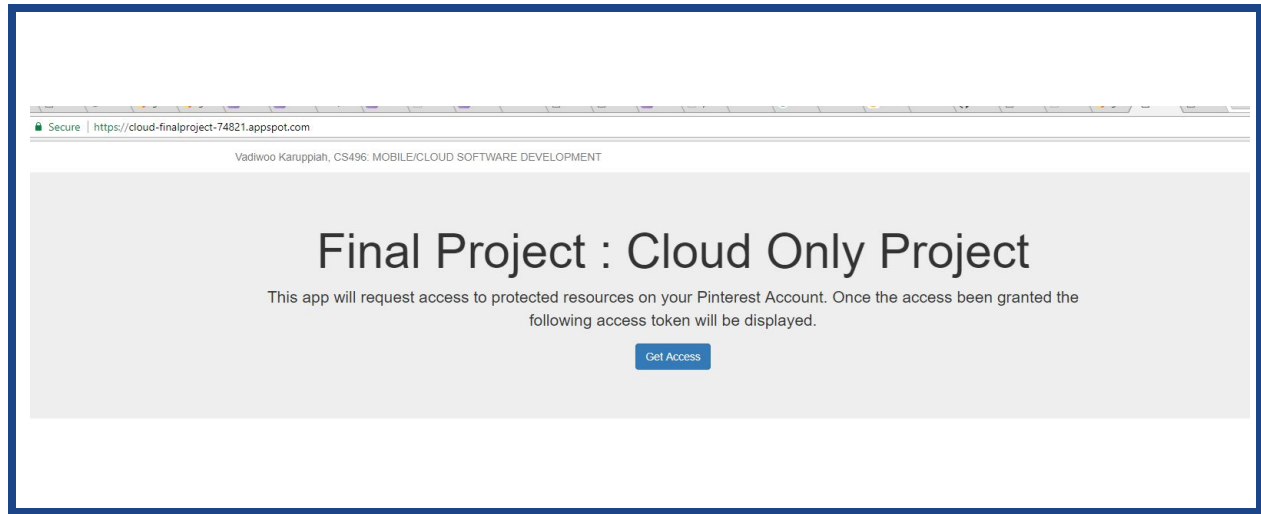 Secure | https://cloud-finalproject-74821.appspot.com
Vadiwoo Karuppiah, CS496: MOBILE/CLOUD SOFTWARE DEVELOPMENT
Final Project : Cloud Only Project
This app will request access to protected resources on your Pinterest Account. Once the access been granted the
following access token will be displayed.
Get Access